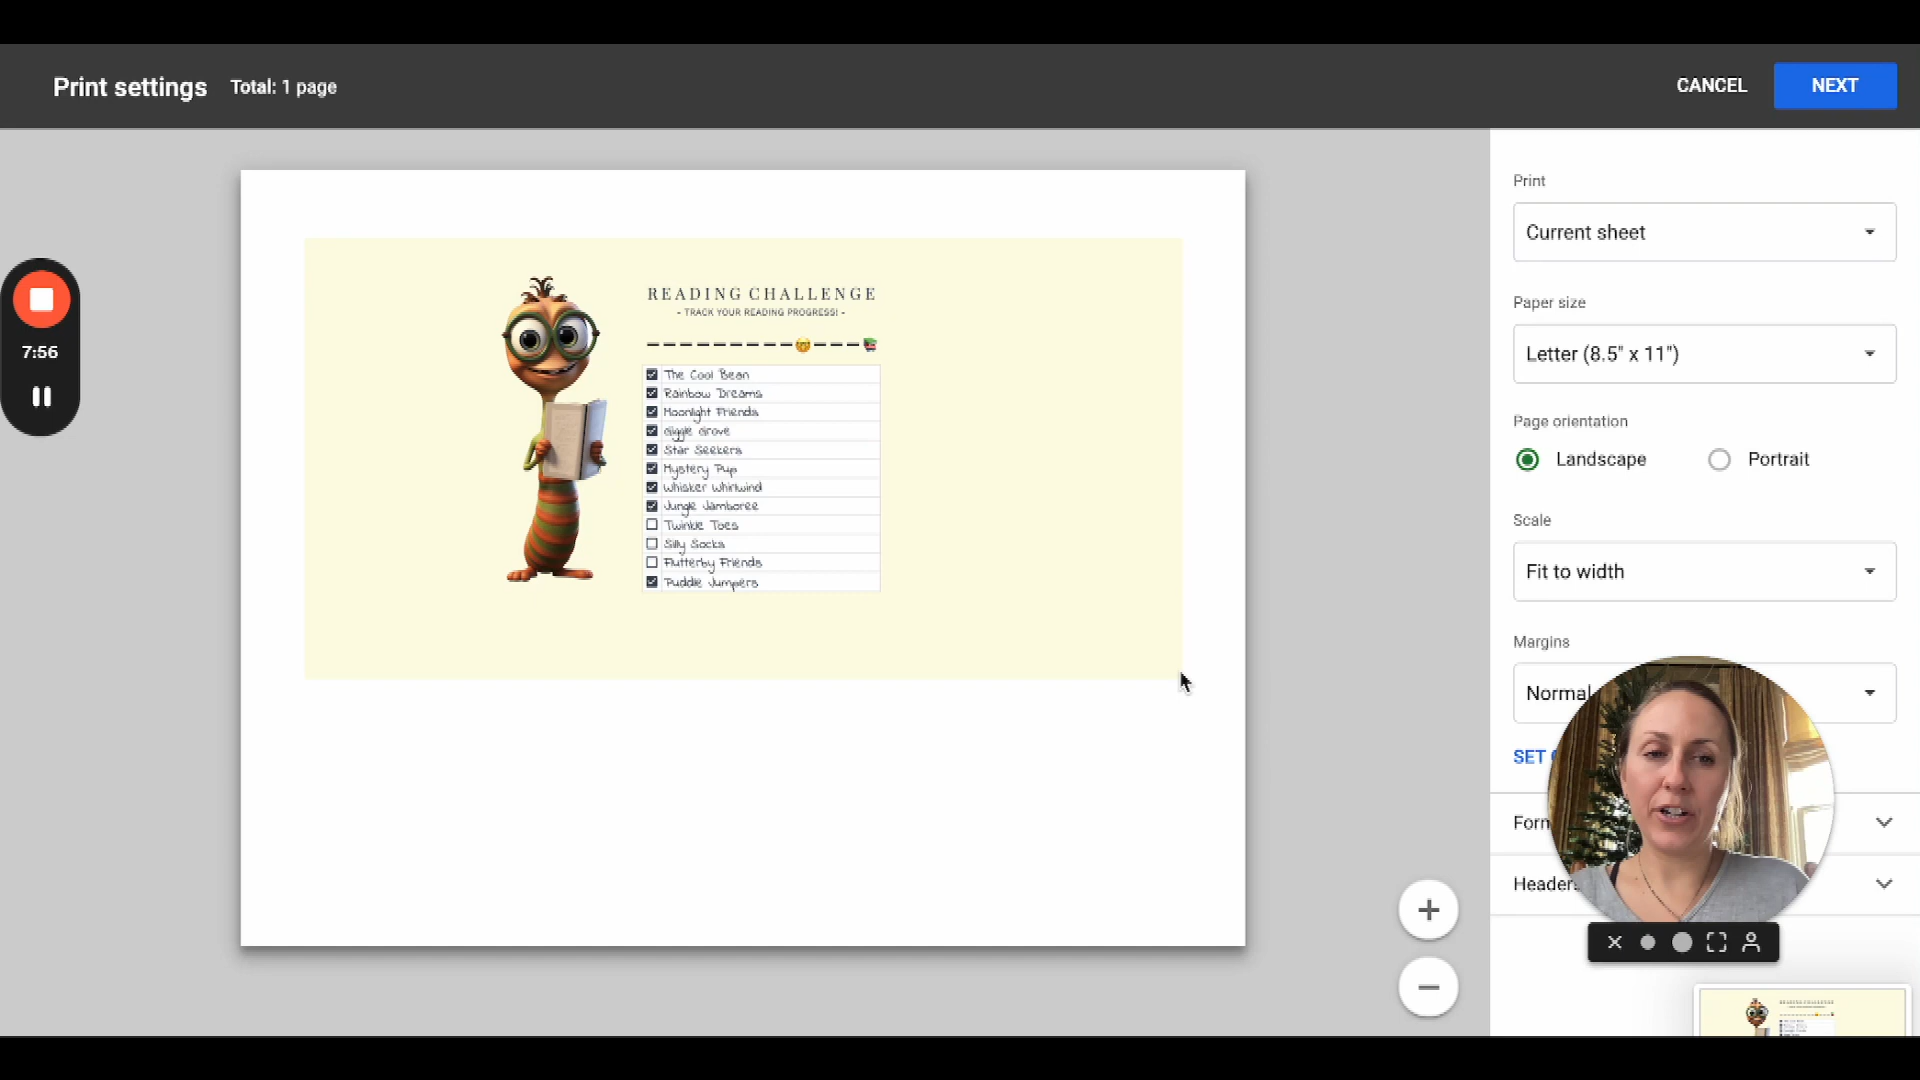 Print settings
Total: 1 page
CANCEL
NEXT
7:56
READING CHALLENGE
- TRACK YOUR READING PROGRESS! -
The Cool Bean
Rainbow Dreams
Moonlight Friends
Giggle Grove
Star Seekers
Mystery Pup
Whisker Whirlwind
Jungle Jamboree
Twinkle Toes
Silly Socks
Flutterby Friends
Puddle Jumpers
Print
Current sheet
Paper size
Letter (8.5" x 11")
Page orientation
Landscape
Portrait
Scale
Fit to width
Margins
Normal
SET
Form
Headers